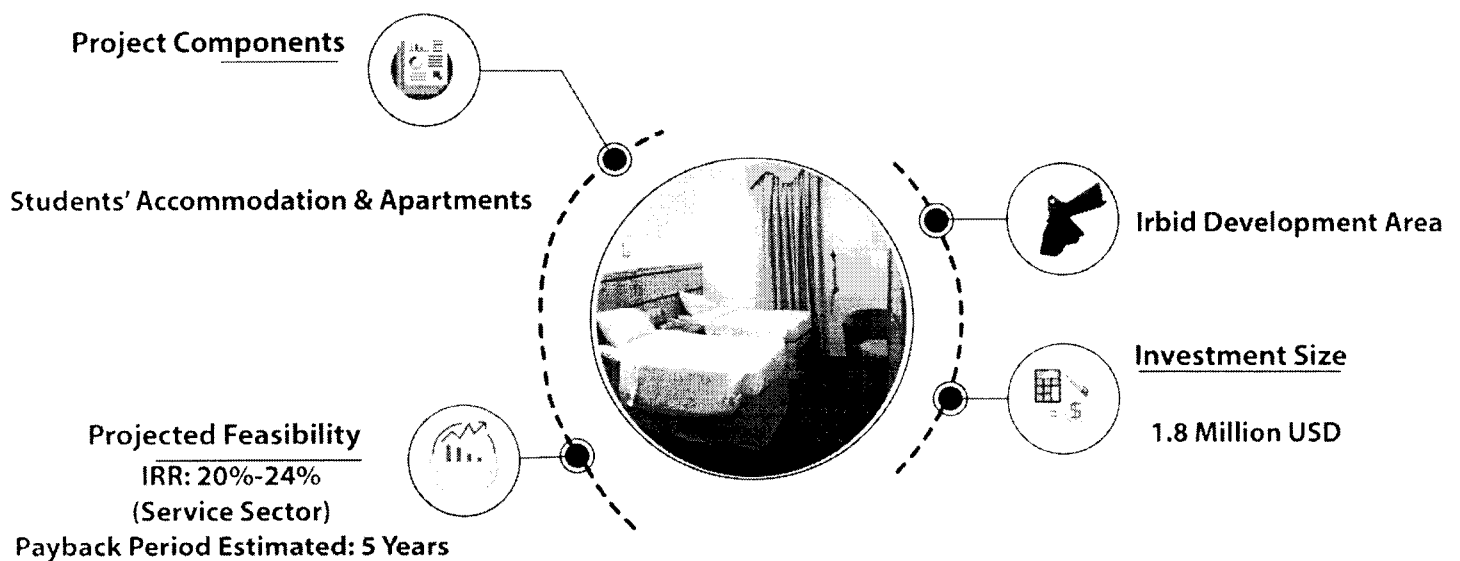 Project Components
Students' Accommodation & Apartments
Projected Feasibility
IRR: 20%-24%
(Service Sector)
Payback Period Estimated: 5 Years
Irbid Development Area
Investment Size
1.8 Million USD
= $